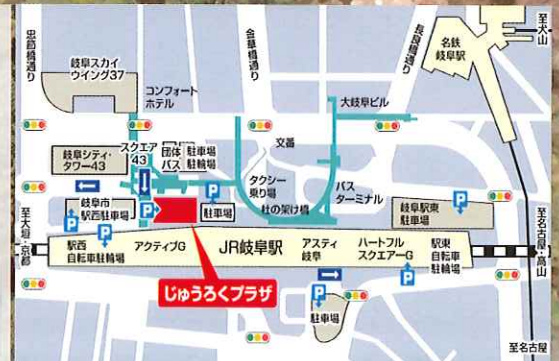 忠節橋通り
金華橋通り
長良橋通り
至犬山
名鉄
岐阜駅
岐阜スカイ
ウイング37
コンフォート
ホテル
大岐阜ビル
岐阜シティ・
タワー43
スクエア
43
団体
バス
駐車場
駐輪場
交番
タクシー
乗り場
バス
ターミナル
杜の架け橋
岐阜市
駅西駐車場
P
P
P
駐車場
岐阜駅東
駐車場
P
至大垣・京都
至名古屋・高山
P
P
駅西
自転車駐輪場
アクティブG
JR岐阜駅
アスティ
岐阜
ハートフル
スクエアーG
駅東
自転車
駐輪場
P
じゅうろくプラザ
P
P
駐車場
至名古屋